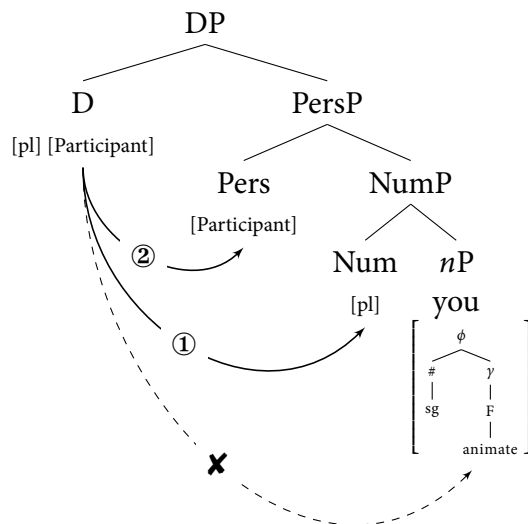 DP
D PersP
[pl] [Participant]
Pers NumP
[Participant]
② Num nP
[pl] you
ϕ
① # γ
sg F
animate
✘